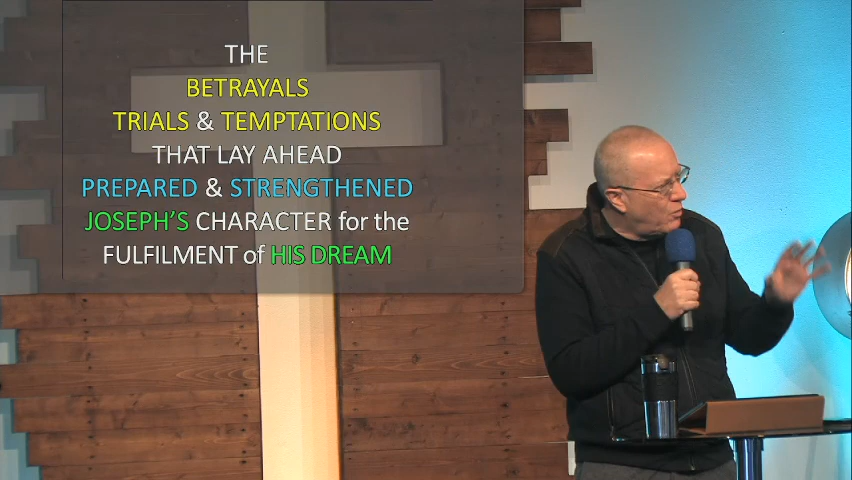 THE
BETRAYALS
TRIALS & TEMPTATIONS
THAT LAY AHEAD
PREPARED & STRENGTHENED
JOSEPH'S CHARACTER for the
FULFILMENT of HIS DREAM